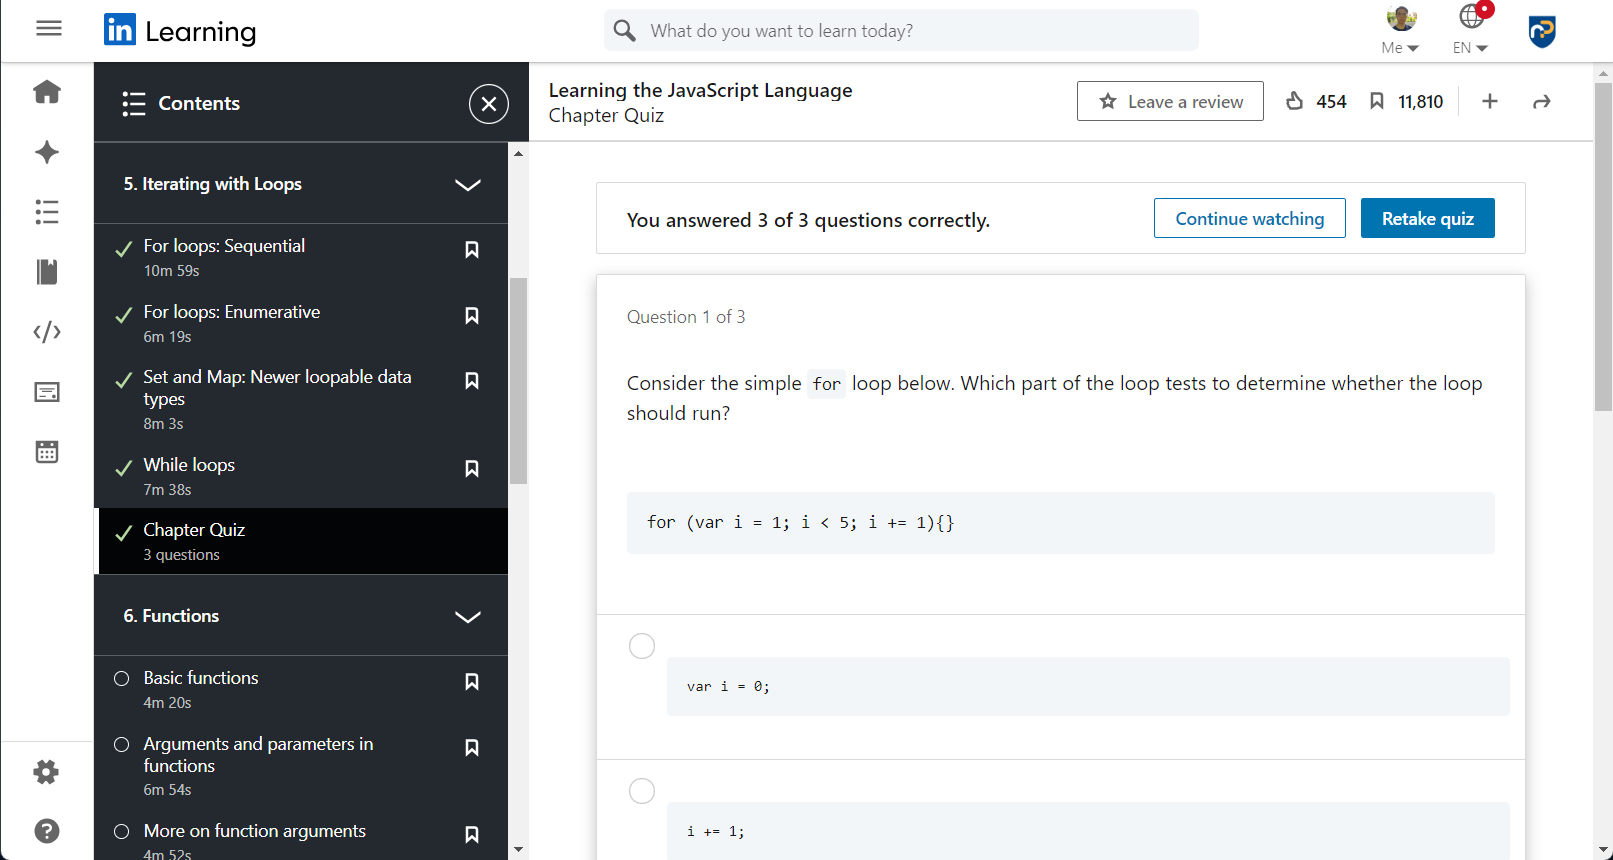 in Learning
What do you want to learn today?
Me
EN
Contents
5. Iterating with Loops
For loops: Sequential
10m 59s
For loops: Enumerative
6m 19s
Set and Map: Newer loopable data
types
8m 3s
While loops
7m 38s
Chapter Quiz
3 questions
6. Functions
Basic functions
4m 20s
Arguments and parameters in
functions
6m 54s
More on function arguments
4m 52s
Learning the JavaScript Language
Chapter Quiz
Leave a review
454
11,810
You answered 3 of 3 questions correctly.
Continue watching
Retake quiz
Question 1 of 3
Consider the simple for loop below. Which part of the loop tests to determine whether the loop
should run?
for (var i = 1; i < 5; i += 1){}
var i = 0;
i += 1;